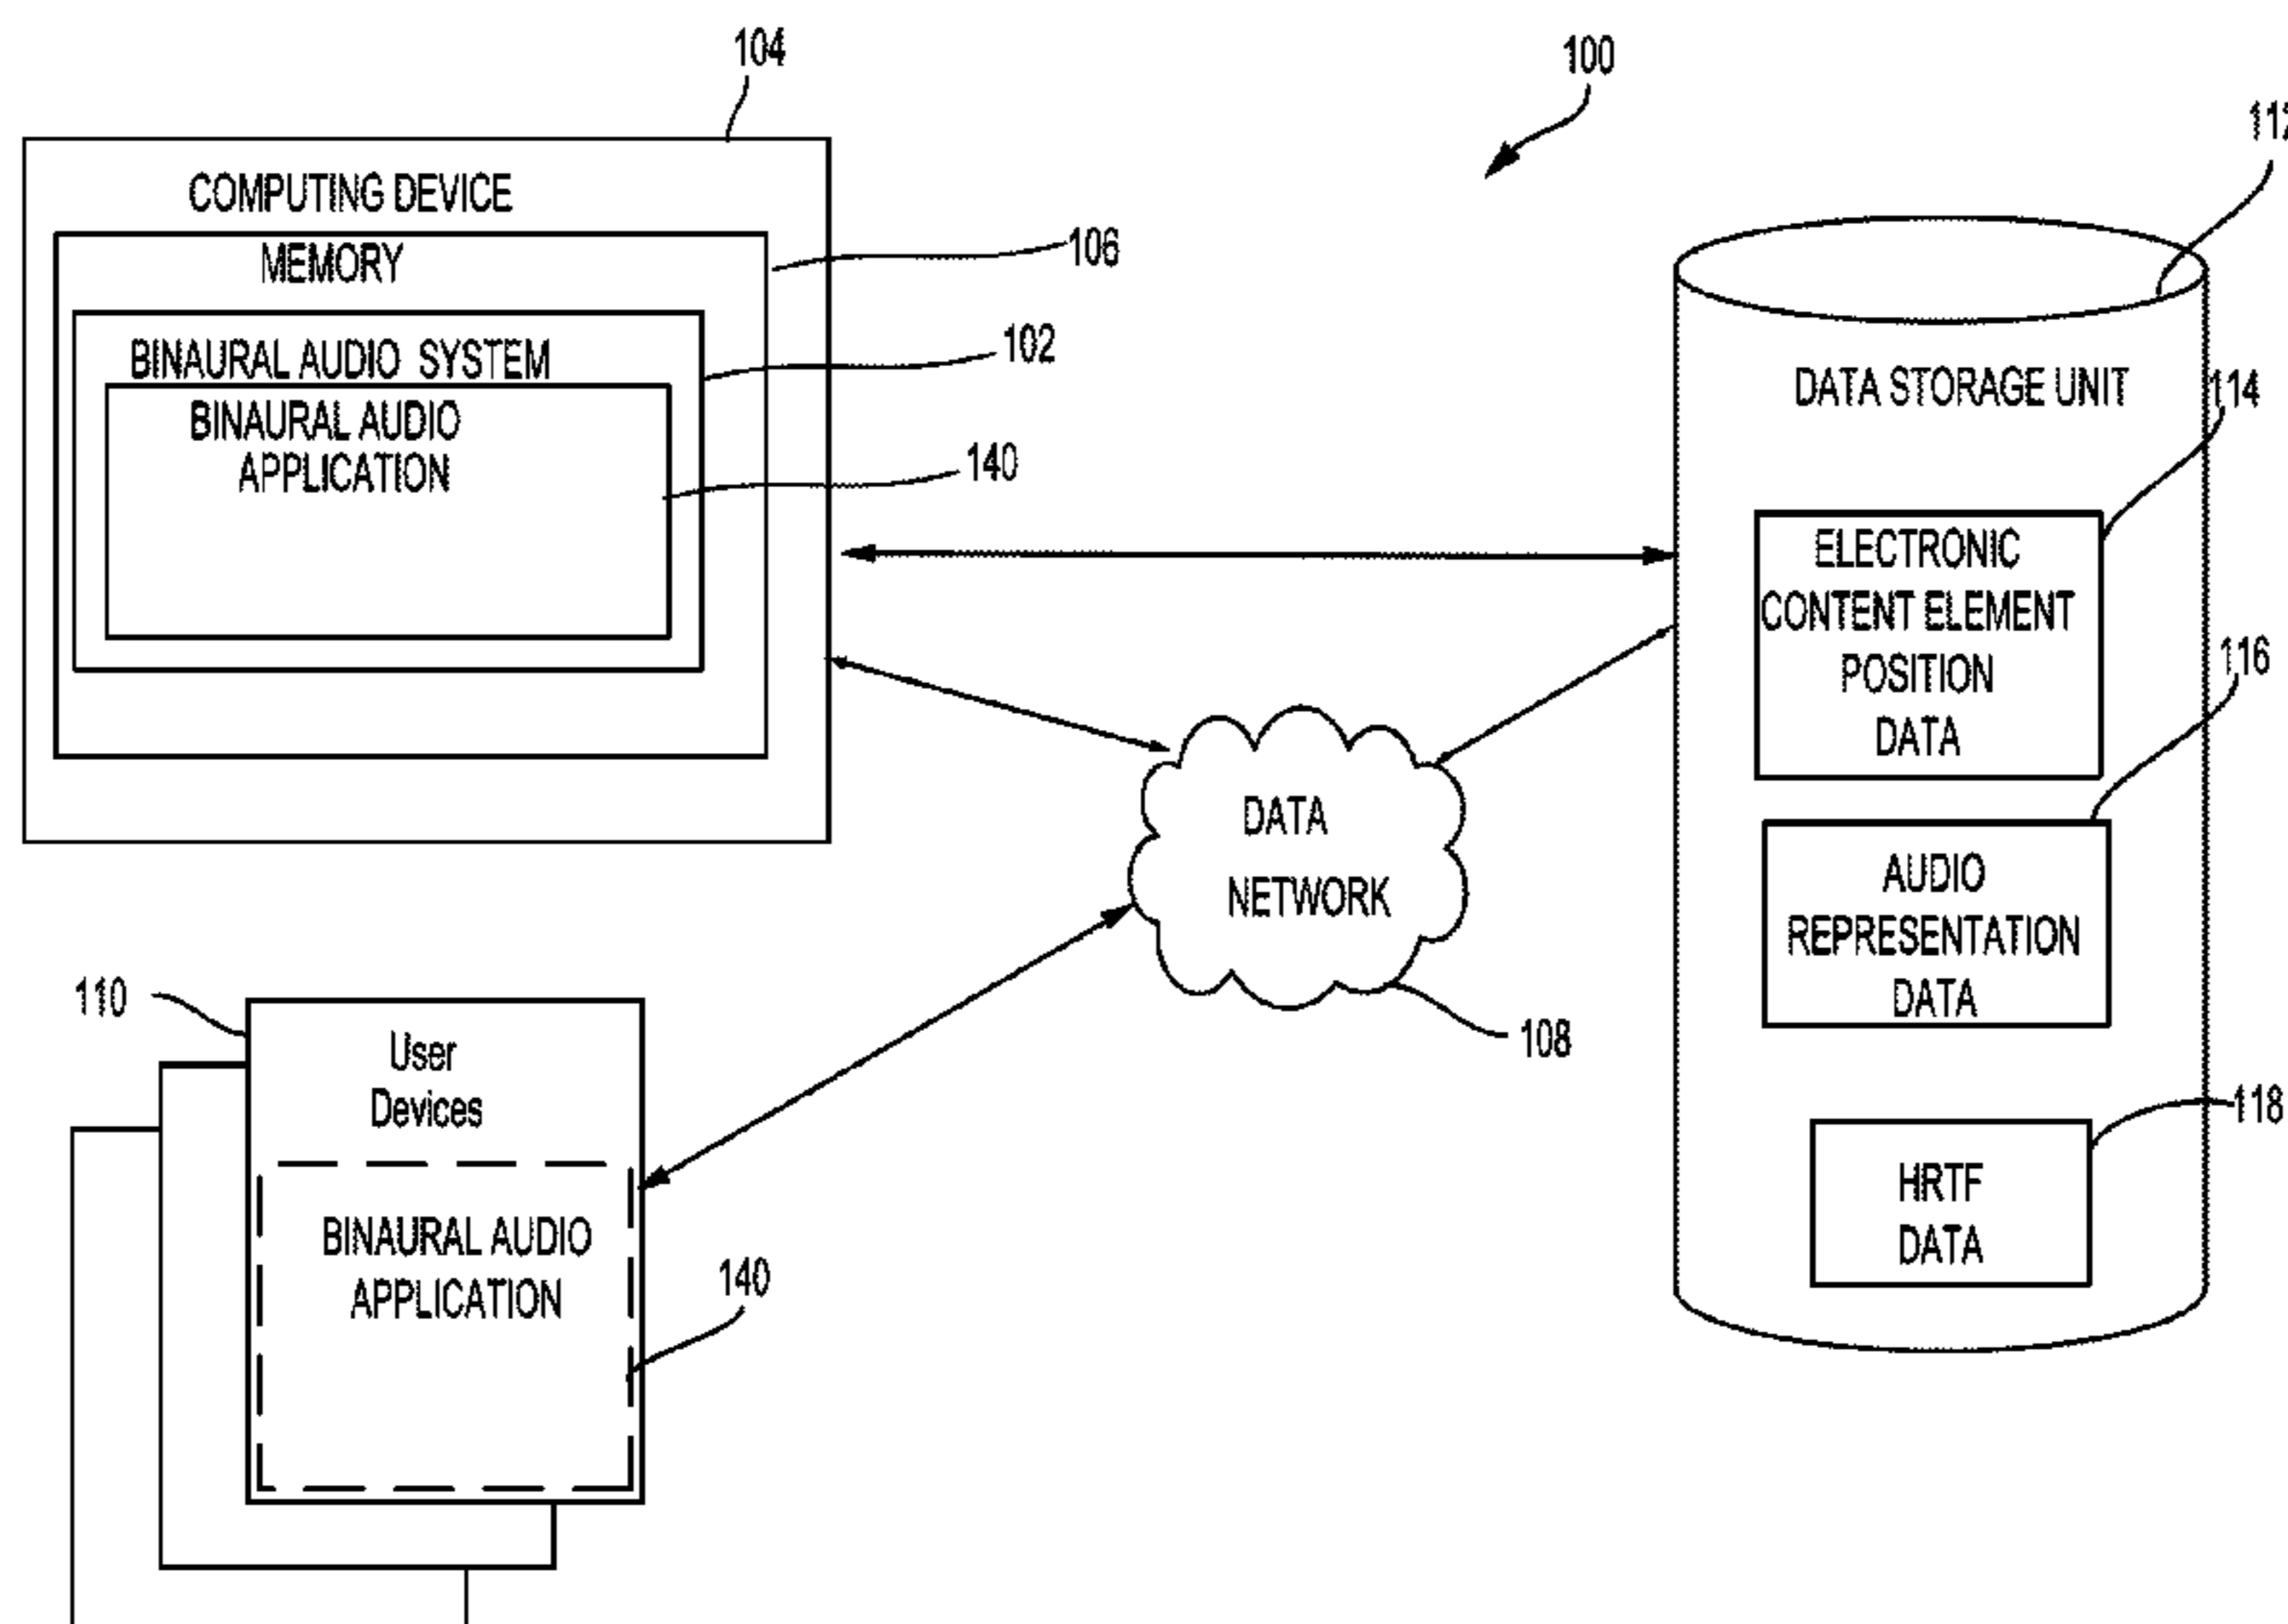 104
100
112
COMPUTING DEVICE
MEMORY
106
BINAURAL AUDIO SYSTEM
102
BINAURAL AUDIO
APPLICATION
140
DATA STORAGE UNIT
114
ELECTRONIC
CONTENT ELEMENT
POSITION
DATA
116
AUDIO
REPRESENTATION
DATA
118
HRTF
DATA
DATA
NETWORK
108
110
User
Devices
BINAURAL AUDIO
APPLICATION
140